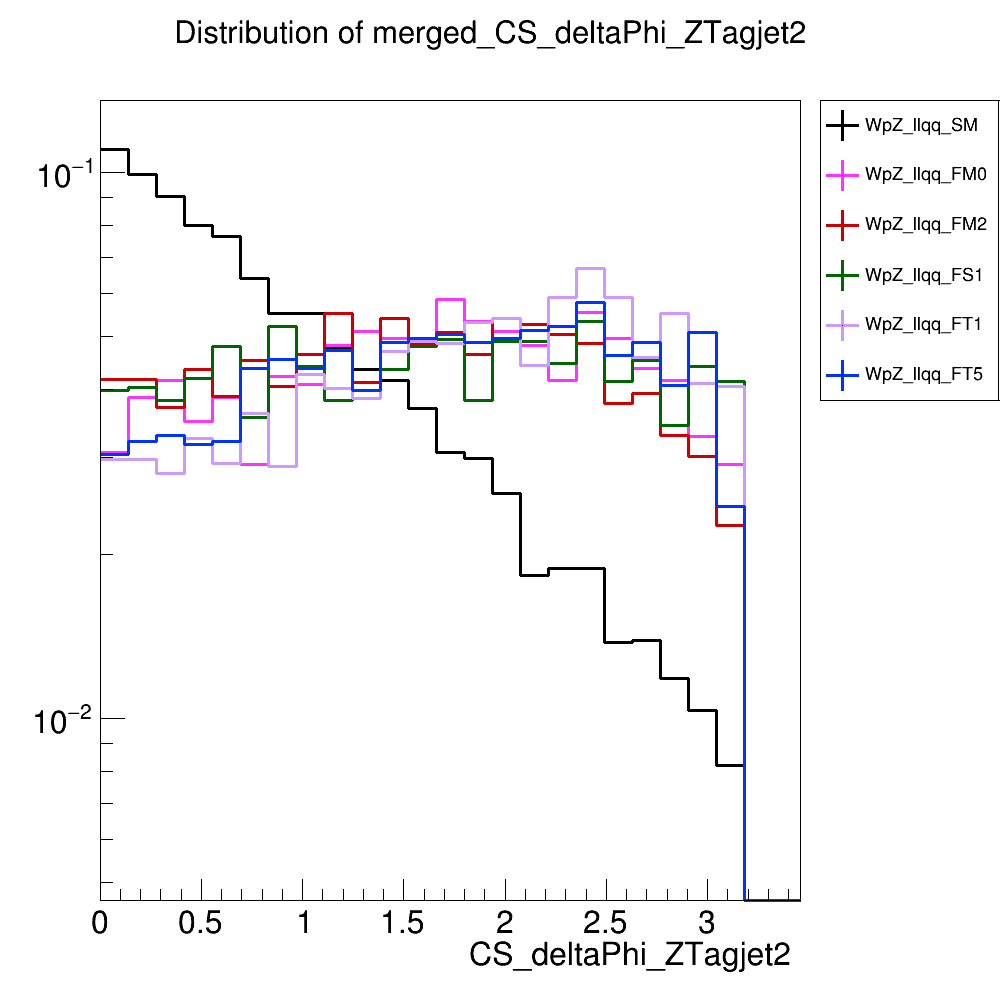 Distribution of merged_CS_deltaPhi_ZTagjet2
WpZ_llqq_SM
WpZ_llqq_FM0
WpZ_llqq_FM2
WpZ_llqq_FS1
WpZ_llqq_FT1
WpZ_llqq_FT5
10⁻¹
10⁻²
0 0.5 1 1.5 2 2.5 3
CS_deltaPhi_ZTagjet2